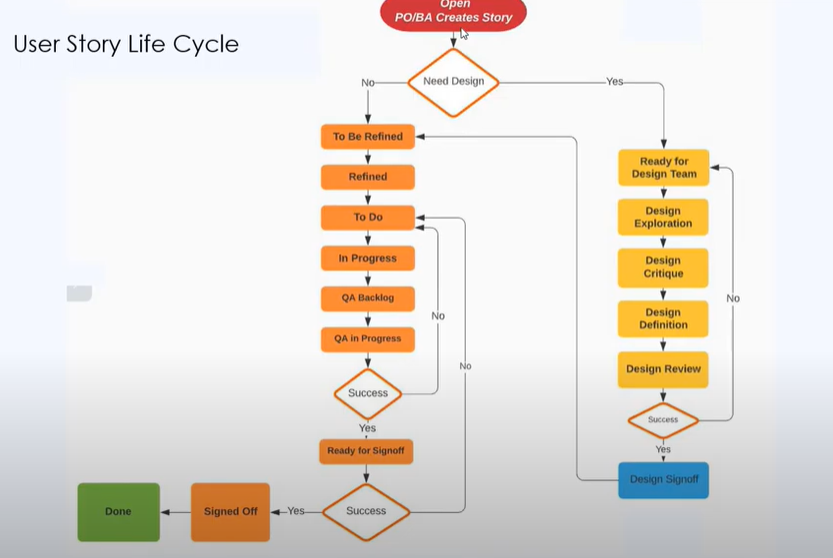 Open
PO/BA Creates Story
User Story Life Cycle
Need Design
No
Yes
To Be Refined
Refined
To Do
In Progress
QA Backlog
QA in Progress
No
Success
Yes
No
Ready for Signoff
Success
Yes
Signed Off
Done
Ready for
Design Team
Design
Exploration
Design
Critique
No
Design
Definition
Design Review
Success
Yes
Design Signoff